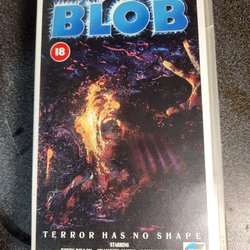 BLOB
18
TERROR HAS NO SHAPE
STARRING